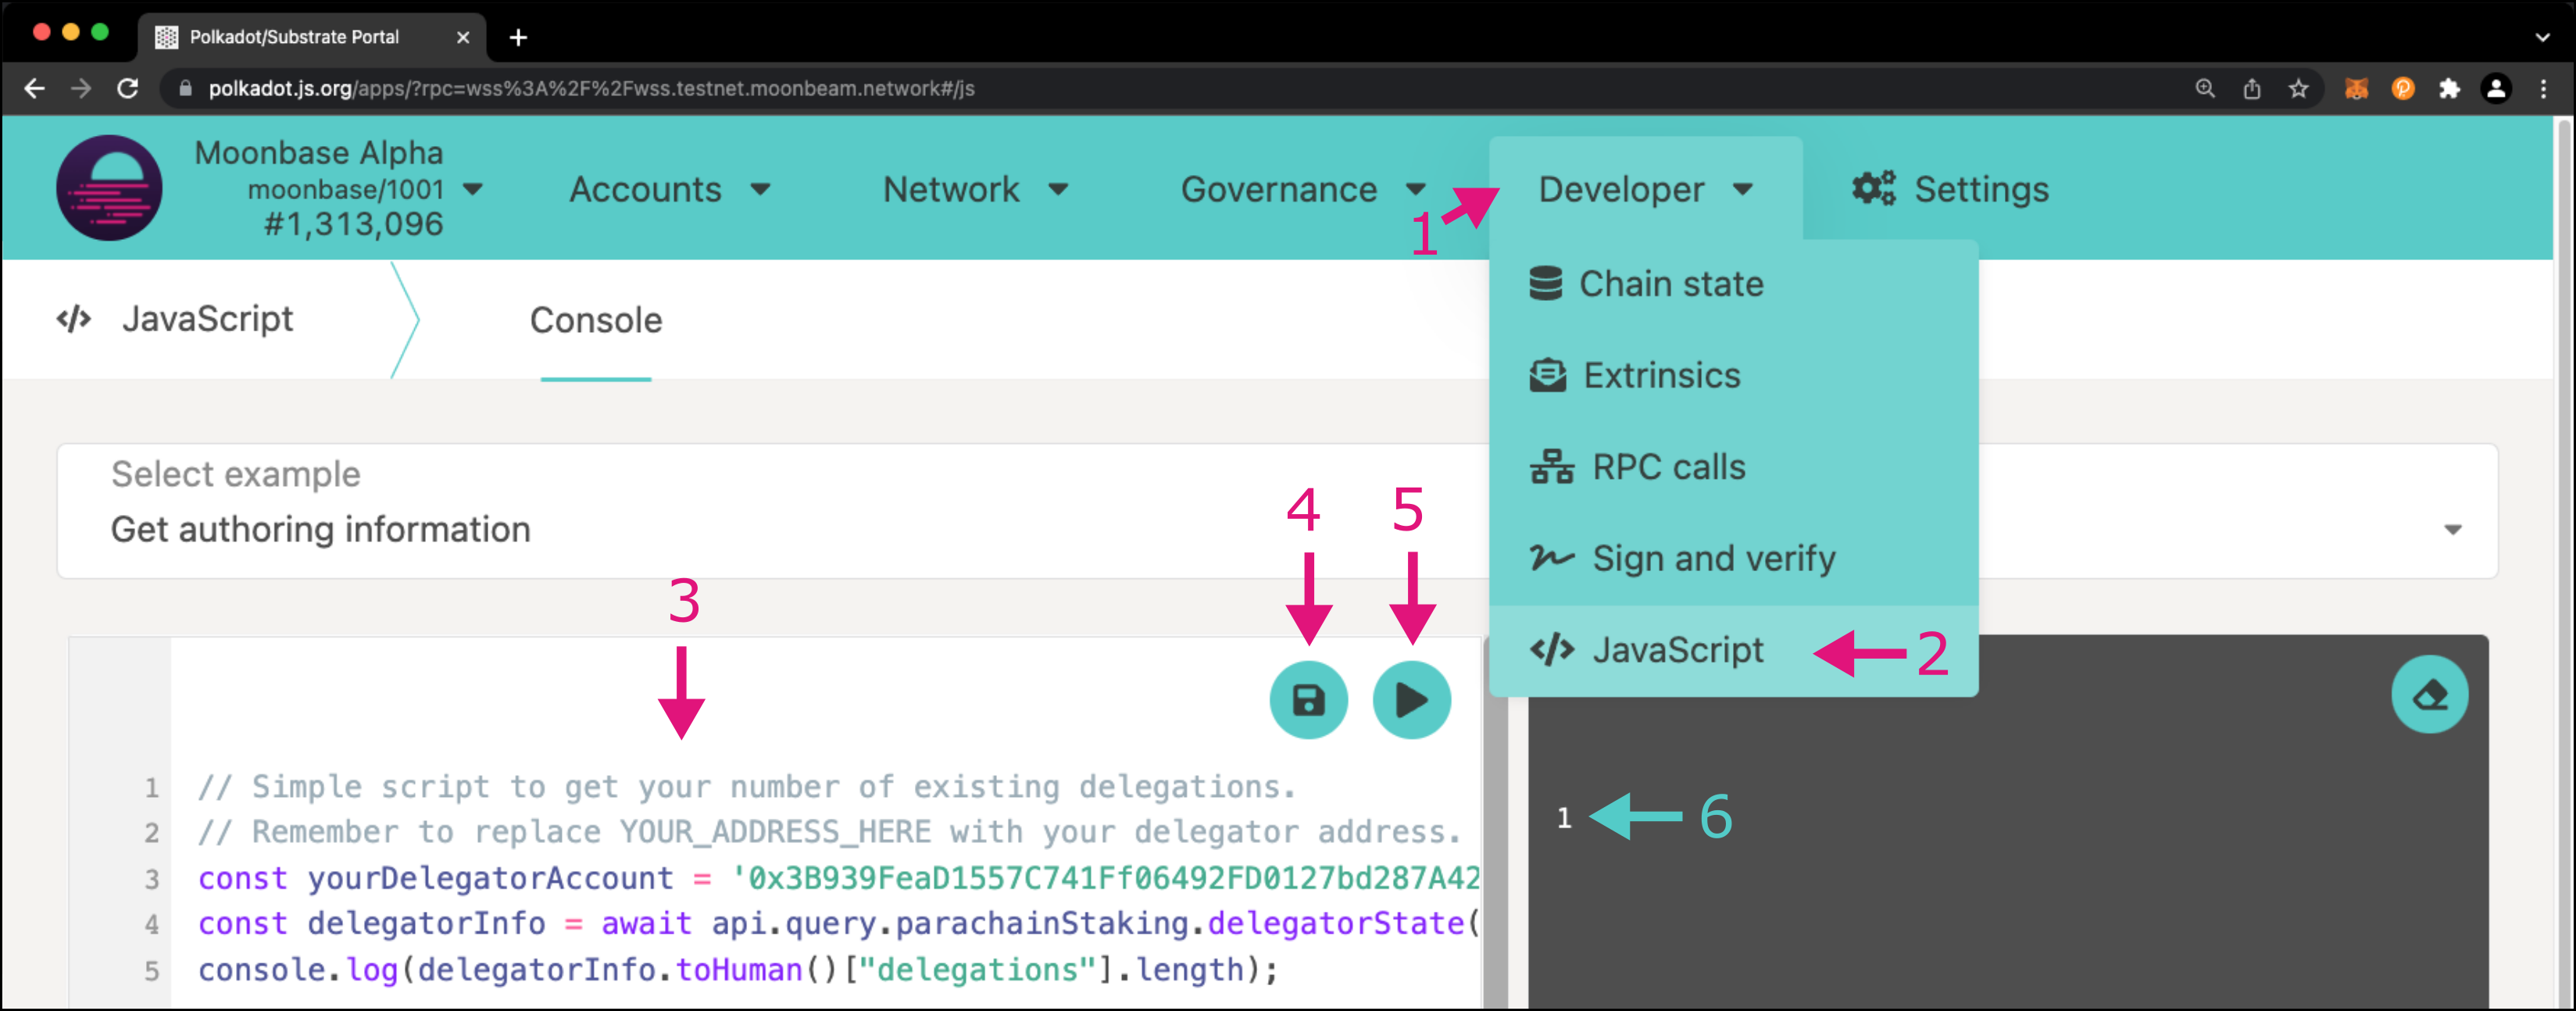 Polkadot/Substrate Portal
polkadot.js.org/apps/?rpc=wss%3A%2F%2Fwss.testnet.moonbeam.network#/js
Moonbase Alpha
moonbase/1001
#1,313,096
Accounts
Network
Governance
1
Developer
Settings
Chain state
Extrinsics
RPC calls
Sign and verify
JavaScript
2
JavaScript
Console
Select example
Get authoring information
3
4
5
1 // Simple script to get your number of existing delegations.
2 // Remember to replace YOUR_ADDRESS_HERE with your delegator address.
3 const yourDelegatorAccount = '0x3B939FeaD1557C741Ff06492FD0127bd287A42
4 const delegatorInfo = await api.query.parachainStaking.delegatorState(
5 console.log(delegatorInfo.toHuman()["delegations"].length);
1
6